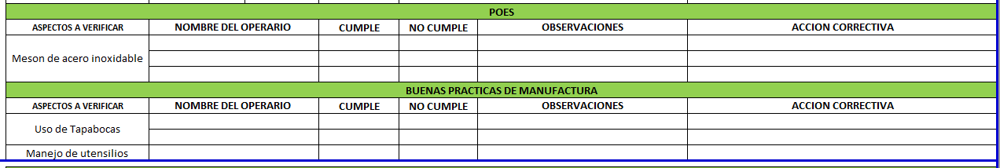 POES
ASPECTOS A VERIFICAR NOMBRE DEL OPERARIO CUMPLE NO CUMPLE OBSERVACIONES ACCION CORRECTIVA
Meson de acero inoxidable
BUENAS PRACTICAS DE MANUFACTURA
ASPECTOS A VERIFICAR NOMBRE DEL OPERARIO CUMPLE NO CUMPLE OBSERVACIONES ACCION CORRECTIVA
Uso de Tapabocas
Manejo de utensilios